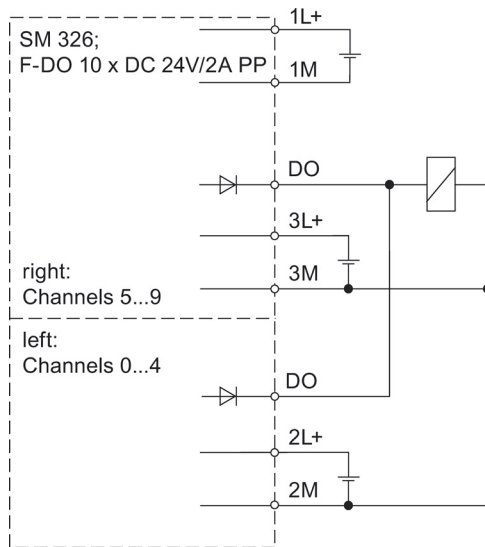 1L+
SM 326;
F-DO 10 x DC 24V/2A PP
1M
DO
3L+
right:
3M
Channels 5...9
left:
Channels 0...4
DO
2L+
2M